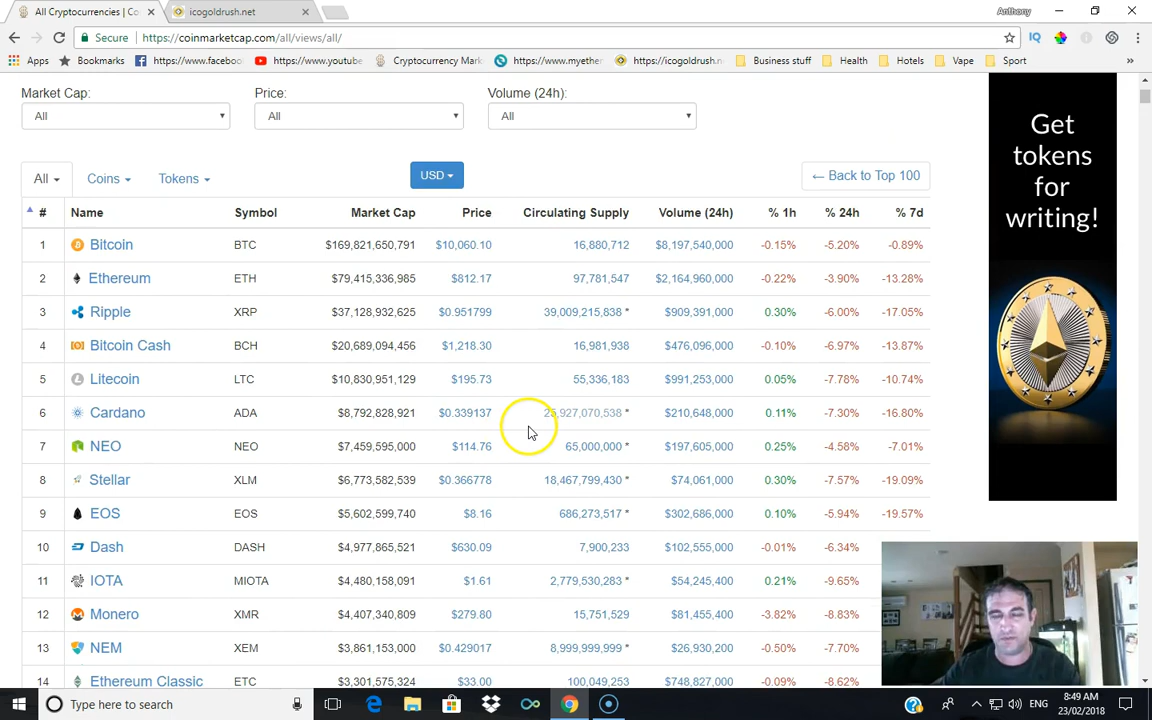 All Cryptocurrencies | Co
icogoldrush.net
Anthony
Secure
https://coinmarketcap.com/all/views/all/
Apps
Bookmarks
https://www.facebo
https://www.youtube
Cryptocurrency Mark
https://www.myether
https://icogoldrush.n
Business stuff
Health
Hotels
Vape
Sport
Market Cap:
Price:
Volume (24h):
All
All
All
All
Coins
Tokens
USD
← Back to Top 100
# Name Symbol Market Cap Price Circulating Supply Volume (24h) % 1h % 24h % 7d
1 Bitcoin BTC $169,821,650,791 $10,060.10 16,880,712 $8,197,540,000 -0.15% -5.20% -0.89%
2 Ethereum ETH $79,415,336,985 $812.17 97,781,547 $2,164,960,000 -0.22% -3.90% -13.28%
3 Ripple XRP $37,128,932,625 $0.951799 39,009,215,838 * $909,391,000 0.30% -6.00% -17.05%
4 Bitcoin Cash BCH $20,689,094,456 $1,218.30 16,981,938 $476,096,000 -0.10% -6.97% -13.87%
5 Litecoin LTC $10,830,951,129 $195.73 55,336,183 $991,253,000 0.05% -7.78% -10.74%
6 Cardano ADA $8,792,828,921 $0.339137 25,927,070,538 * $210,648,000 0.11% -7.30% -16.80%
7 NEO NEO $7,459,595,000 $114.76 65,000,000 * $197,605,000 0.25% -4.58% -7.01%
8 Stellar XLM $6,773,582,539 $0.366778 18,467,799,430 * $74,061,000 0.30% -7.57% -19.09%
9 EOS EOS $5,602,599,740 $8.16 686,273,517 * $302,686,000 0.10% -5.94% -19.57%
10 Dash DASH $4,977,865,521 $630.09 7,900,233 $102,555,000 -0.01% -6.34%
11 IOTA MIOTA $4,480,158,091 $1.61 2,779,530,283 * $54,245,400 0.21% -9.65%
12 Monero XMR $4,407,340,809 $279.80 15,751,529 $81,455,400 -3.82% -8.83%
13 NEM XEM $3,861,153,000 $0.429017 8,999,999,999 * $26,930,200 -0.50% -7.70%
14 Ethereum Classic ETC $3,301,575,324 $33.00 100,049,253 $748,827,000 -0.09% -8.62%
Get
tokens
for
writing!
Type here to search
ENG
8:49 AM
23/02/2018